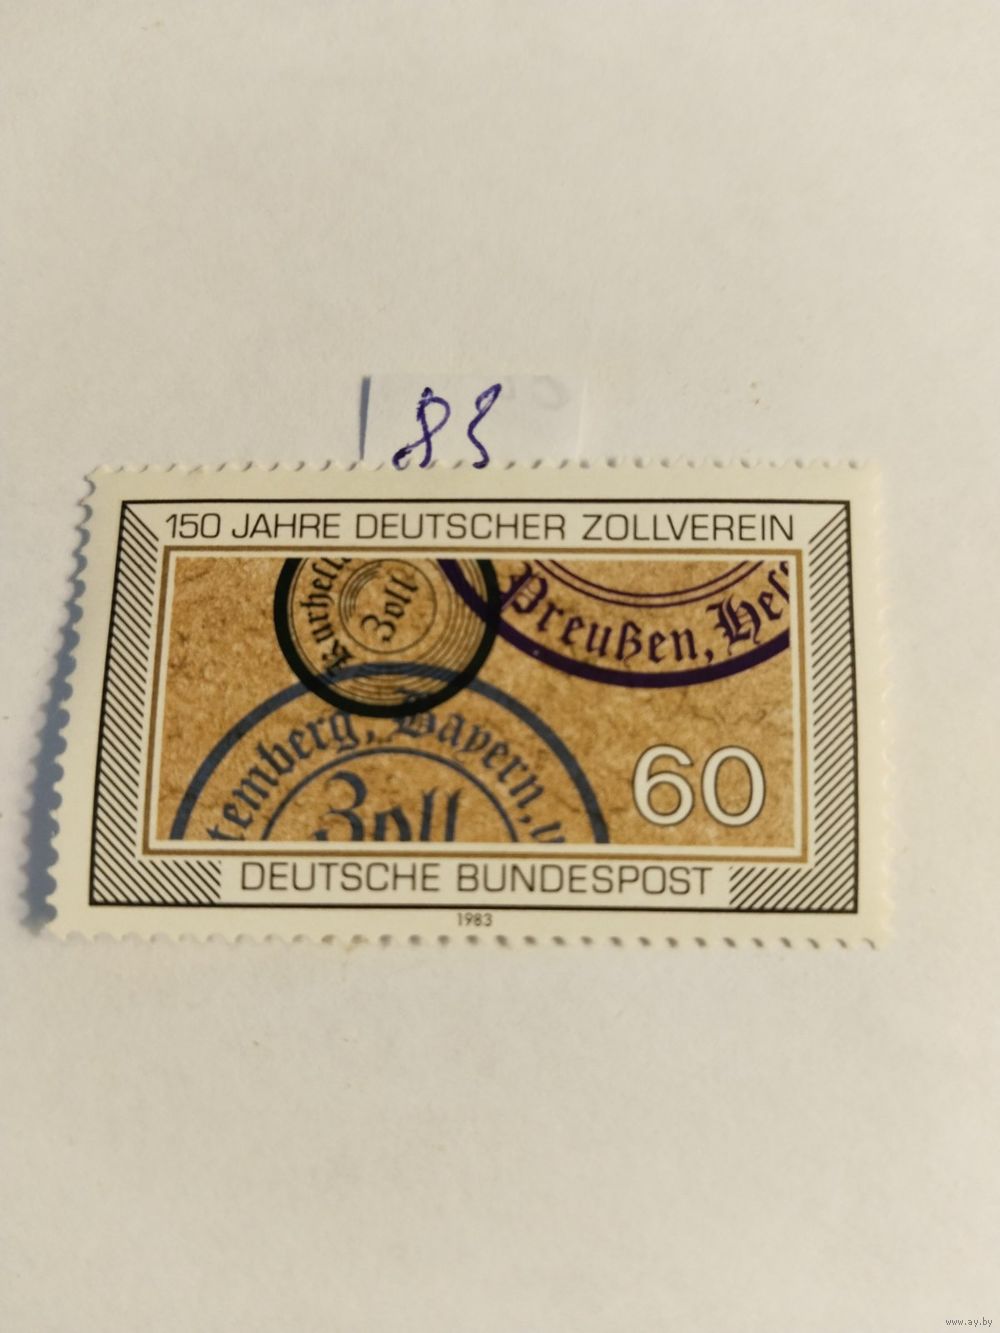 83
150 JAHRE DEUTSCHER ZOLLVEREIN
Kurhess
Zoll
Preußen, Hes
temberg, Bayern, u
Zoll
60
DEUTSCHE BUNDESPOST
1983
www.ay.by